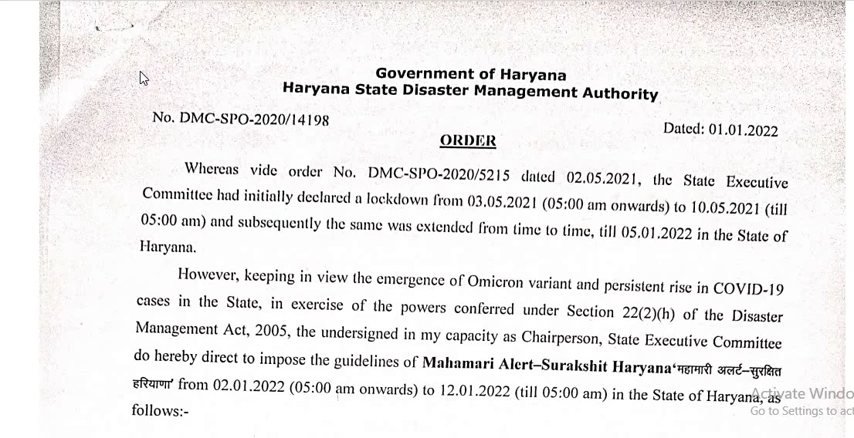 Government of Haryana
Haryana State Disaster Management Authority
No. DMC-SPO-2020/14198
Dated: 01.01.2022
ORDER
Whereas vide order No. DMC-SPO-2020/5215 dated 02.05.2021, the State Executive
Committee had initially declared a lockdown from 03.05.2021 (05:00 am onwards) to 10.05.2021 (till
05:00 am) and subsequently the same was extended from time to time, till 05.01.2022 in the State of
Haryana.
However, keeping in view the emergence of Omicron variant and persistent rise in COVID-19
cases in the State, in exercise of the powers conferred under Section 22(2)(h) of the Disaster
Management Act, 2005, the undersigned in my capacity as Chairperson, State Executive Committee
do hereby direct to impose the guidelines of Mahamari Alert–Surakshit Haryana‘महामारी अलर्ट–सुरक्षित
हरियाणा’ from 02.01.2022 (05:00 am onwards) to 12.01.2022 (till 05:00 am) in the State of Haryana, as
follows:-
Activate Windo
Go to Settings to act